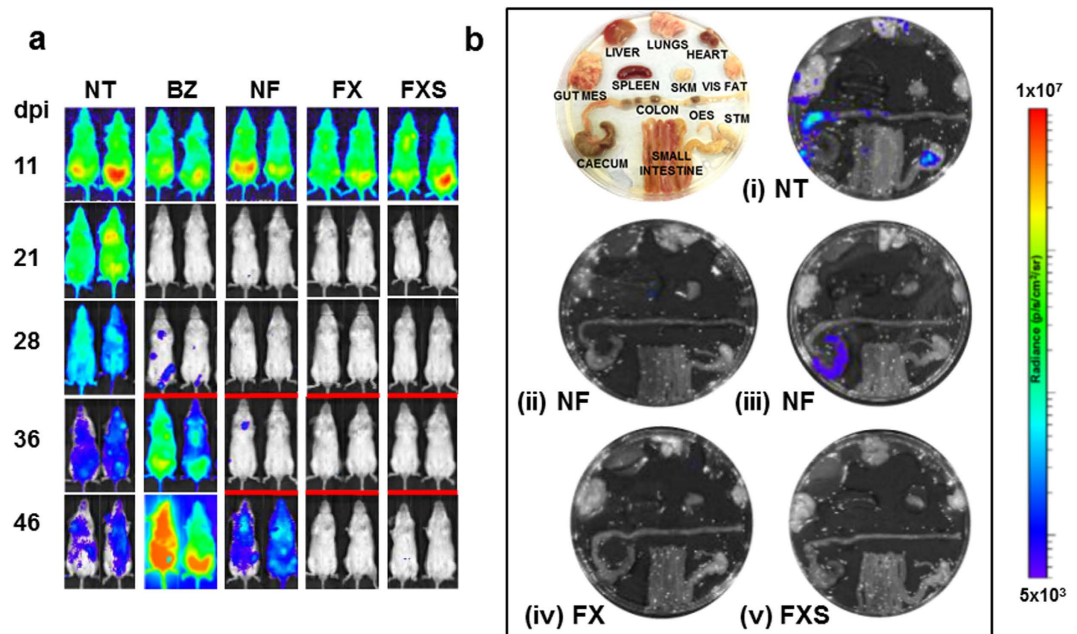 a
NT BZ NF FX FXS
dpi
11
21
28
36
46
b
LIVER
LUNGS
HEART
GUT MES
SPLEEN
SKM
VIS FAT
COLON
OES
STM
CAECUM
SMALL
INTESTINE
(i) NT
(ii) NF
(iii) NF
(iv) FX
(v) FXS
1x10⁷
Radiance (p/s/cm²/sr)
5x10³